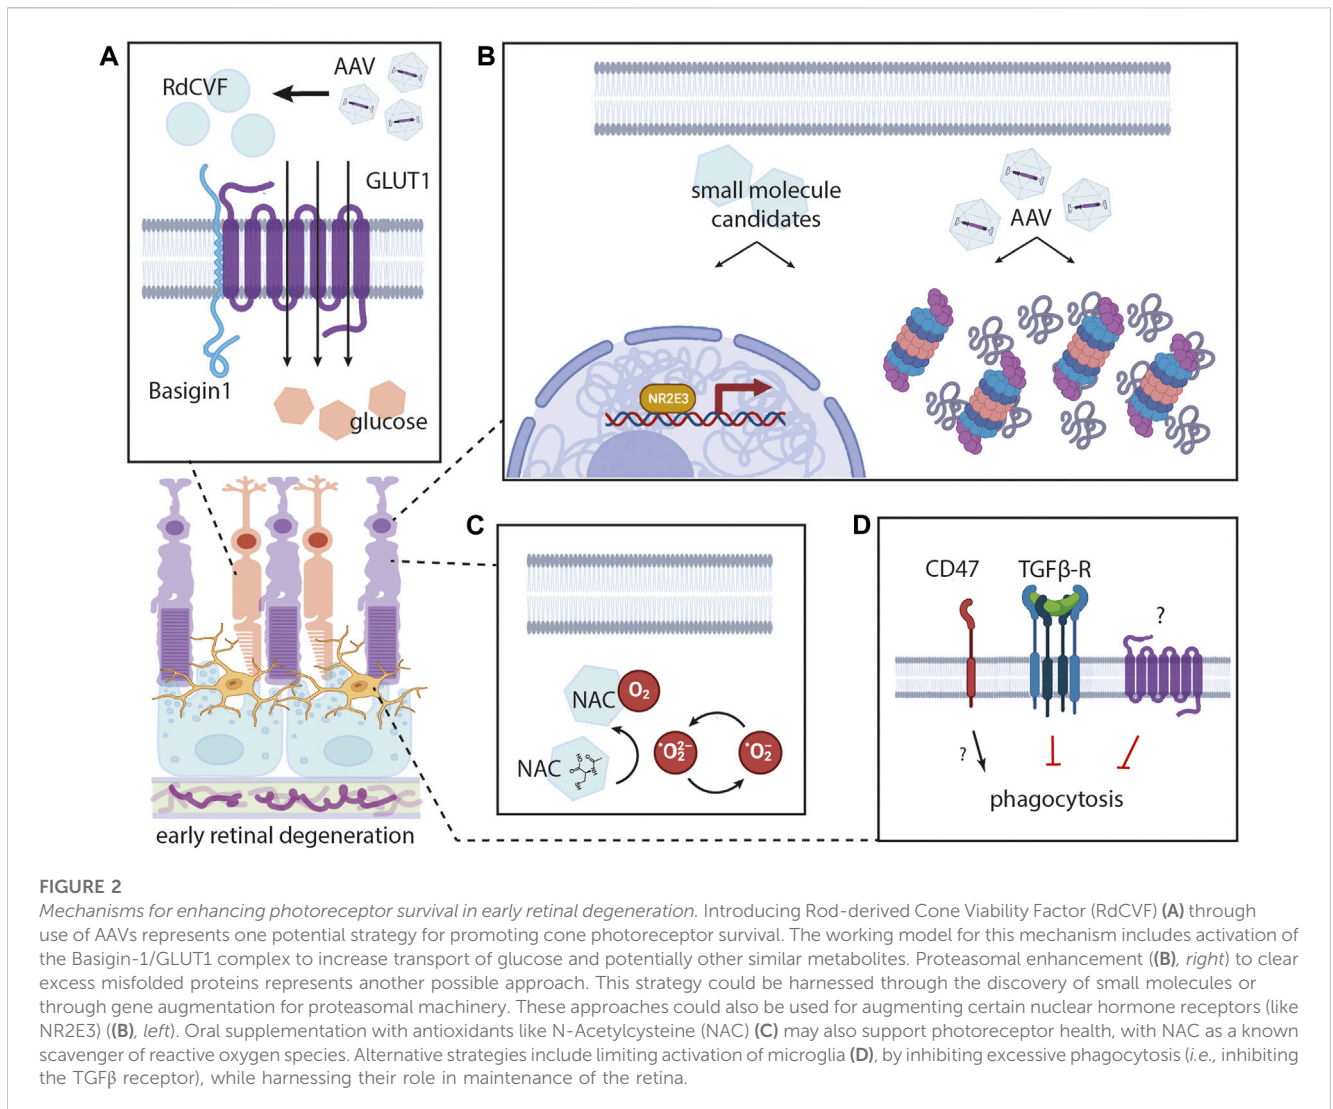 A
RdCVF
AAV
GLUT1
Basigin1
glucose
B
small molecule
candidates
AAV
NR2E3
early retinal degeneration
C
NAC
O2
NAC
•O2 2−
•O2 −
D
CD47
TGFβ-R
?
?
phagocytosis
FIGURE 2
Mechanisms for enhancing photoreceptor survival in early retinal degeneration. Introducing Rod-derived Cone Viability Factor (RdCVF) (A) through
use of AAVs represents one potential strategy for promoting cone photoreceptor survival. The working model for this mechanism includes activation of
the Basigin-1/GLUT1 complex to increase transport of glucose and potentially other similar metabolites. Proteasomal enhancement ((B), right) to clear
excess misfolded proteins represents another possible approach. This strategy could be harnessed through the discovery of small molecules or
through gene augmentation for proteasomal machinery. These approaches could also be used for augmenting certain nuclear hormone receptors (like
NR2E3) ((B), left). Oral supplementation with antioxidants like N-Acetylcysteine (NAC) (C) may also support photoreceptor health, with NAC as a known
scavenger of reactive oxygen species. Alternative strategies include limiting activation of microglia (D), by inhibiting excessive phagocytosis (i.e., inhibiting
the TGFβ receptor), while harnessing their role in maintenance of the retina.